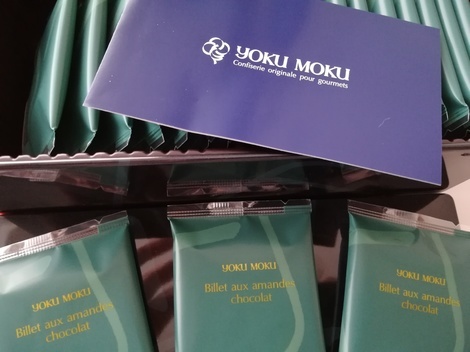 YOKU MOKU
Confiserie originale pour gourmets
YOKU MOKU
Billet aux amandes
chocolat
YOKU MOKU
Billet aux amandes
chocolat
YOKU MOKU
Billet aux amandes
chocolat